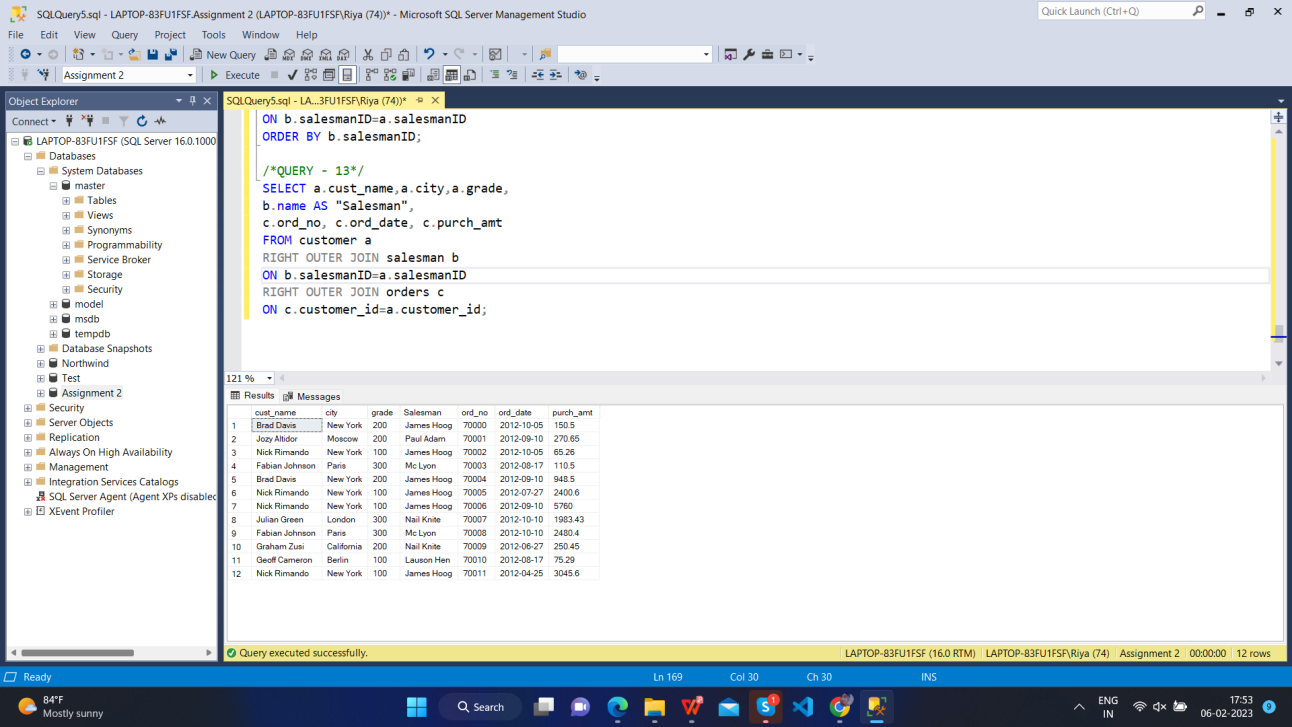 SQLQuery5.sql - LAPTOP-83FU1FSF.Assignment 2 (LAPTOP-83FU1FSF\Riya (74))* - Microsoft SQL Server Management Studio
Quick Launch (Ctrl+Q)
File Edit View Query Project Tools Window Help
New Query
Assignment 2
Execute
Object Explorer
Connect
LAPTOP-83FU1FSF (SQL Server 16.0.1000
Databases
System Databases
master
Tables
Views
Synonyms
Programmability
Service Broker
Storage
Security
model
msdb
tempdb
Database Snapshots
Northwind
Test
Assignment 2
Security
Server Objects
Replication
Always On High Availability
Management
Integration Services Catalogs
SQL Server Agent (Agent XPs disabled
XEvent Profiler
SQLQuery5.sql - LA...3FU1FSF\Riya (74))*
ON b.salesmanID=a.salesmanID
ORDER BY b.salesmanID;
/*QUERY - 13*/
SELECT a.cust_name,a.city,a.grade,
b.name AS "Salesman",
c.ord_no, c.ord_date, c.purch_amt
FROM customer a
RIGHT OUTER JOIN salesman b
ON b.salesmanID=a.salesmanID
RIGHT OUTER JOIN orders c
ON c.customer_id=a.customer_id;
121 %
Results Messages
cust_name city grade Salesman ord_no ord_date purch_amt
1 Brad Davis New York 200 James Hoog 70000 2012-10-05 150.5
2 Jozy Altidor Moscow 200 Paul Adam 70001 2012-09-10 270.65
3 Nick Rimando New York 100 James Hoog 70002 2012-10-05 65.26
4 Fabian Johnson Paris 300 Mc Lyon 70003 2012-08-17 110.5
5 Brad Davis New York 200 James Hoog 70004 2012-09-10 948.5
6 Nick Rimando New York 100 James Hoog 70005 2012-07-27 2400.6
7 Nick Rimando New York 100 James Hoog 70006 2012-09-10 5760
8 Julian Green London 300 Nail Knite 70007 2012-10-10 1983.43
9 Fabian Johnson Paris 300 Mc Lyon 70008 2012-10-10 2480.4
10 Graham Zusi California 200 Nail Knite 70009 2012-06-27 250.45
11 Geoff Cameron Berlin 100 Lauson Hen 70010 2012-08-17 75.29
12 Nick Rimando New York 100 James Hoog 70011 2012-04-25 3045.6
Query executed successfully.
LAPTOP-83FU1FSF (16.0 RTM) LAPTOP-83FU1FSF\Riya (74) Assignment 2 00:00:00 12 rows
Ready Ln 169 Col 30 Ch 30 INS
84°F
Mostly sunny
Search
1
ENG
IN
17:53
06-02-2023
9